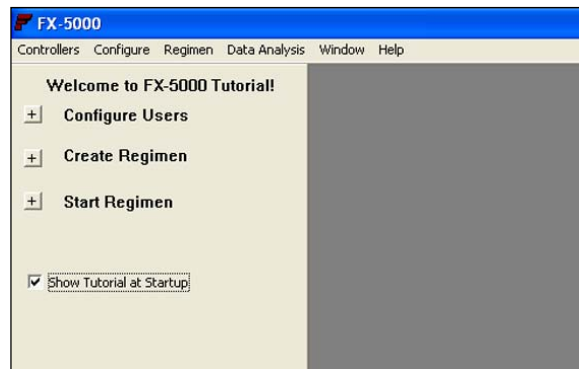 FX-5000
Controllers Configure Regimen Data Analysis Window Help
Welcome to FX-5000 Tutorial!
+ Configure Users
+ Create Regimen
+ Start Regimen
Show Tutorial at Startup